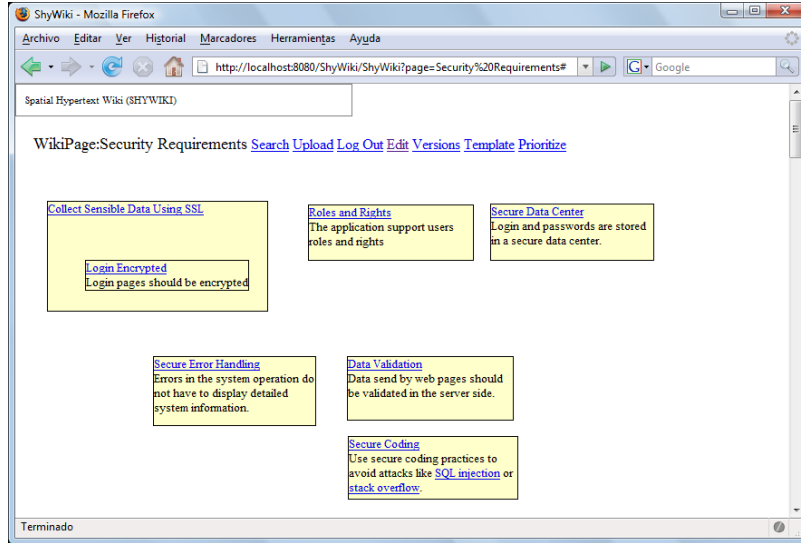 ShyWiki - Mozilla Firefox
Archivo Editar Ver Historial Marcadores Herramientas Ayuda
http://localhost:8080/ShyWiki/ShyWiki?page=Security%20Requirements# G Google
Spatial Hypertext Wiki (SHYWIKI)
WikiPage:Security Requirements Search Upload Log Out Edit Versions Template Prioritize
Collect Sensible Data Using SSL
Login Encrypted
Login pages should be encrypted
Roles and Rights
The application support users
roles and rights
Secure Data Center
Login and passwords are stored
in a secure data center.
Secure Error Handling
Errors in the system operation do
not have to display detailed
system information.
Data Validation
Data send by web pages should
be validated in the server side.
Secure Coding
Use secure coding practices to
avoid attacks like SQL injection or
stack overflow.
Terminado